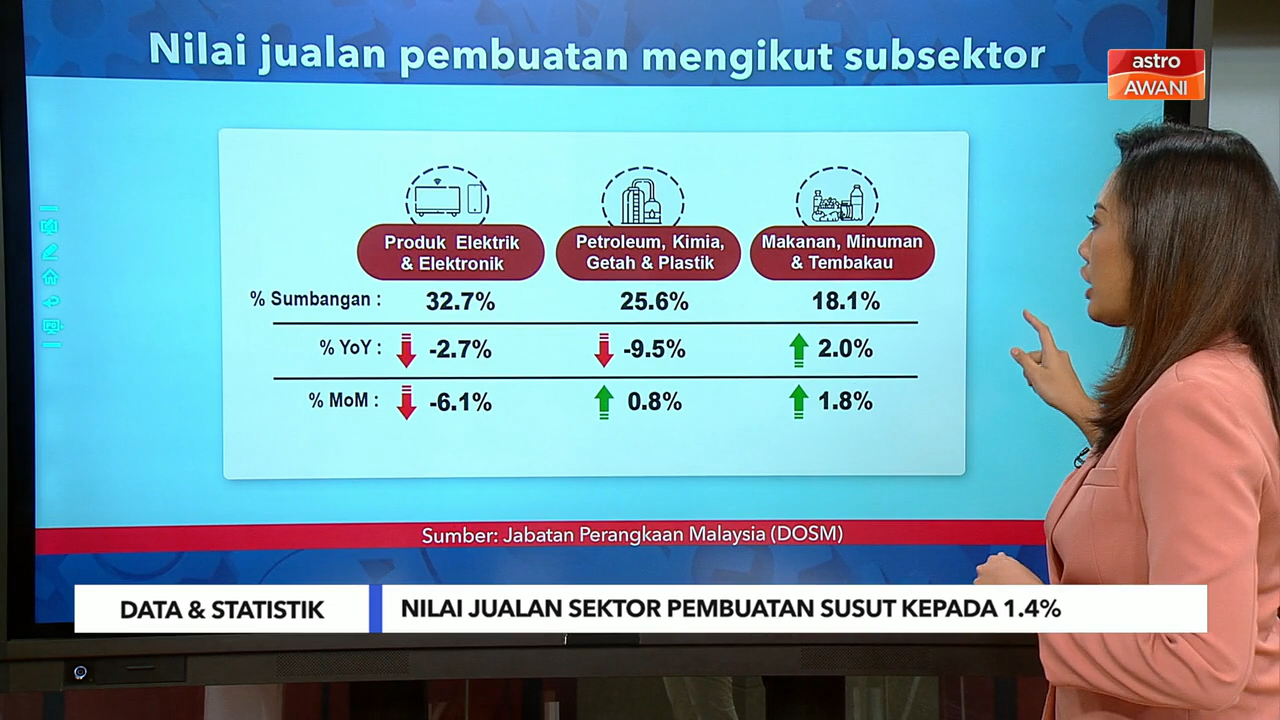 Nilai jualan pembuatan mengikut subsektor
astro
AWANI
Produk Elektrik
& Elektronik
Petroleum, Kimia,
Getah & Plastik
Makanan, Minuman
& Tembakau
% Sumbangan : 32.7% 25.6% 18.1%
% YoY : -2.7% -9.5% 2.0%
% MoM : -6.1% 0.8% 1.8%
Sumber: Jabatan Perangkaan Malaysia (DOSM)
DATA & STATISTIK
NILAI JUALAN SEKTOR PEMBUATAN SUSUT KEPADA 1.4%